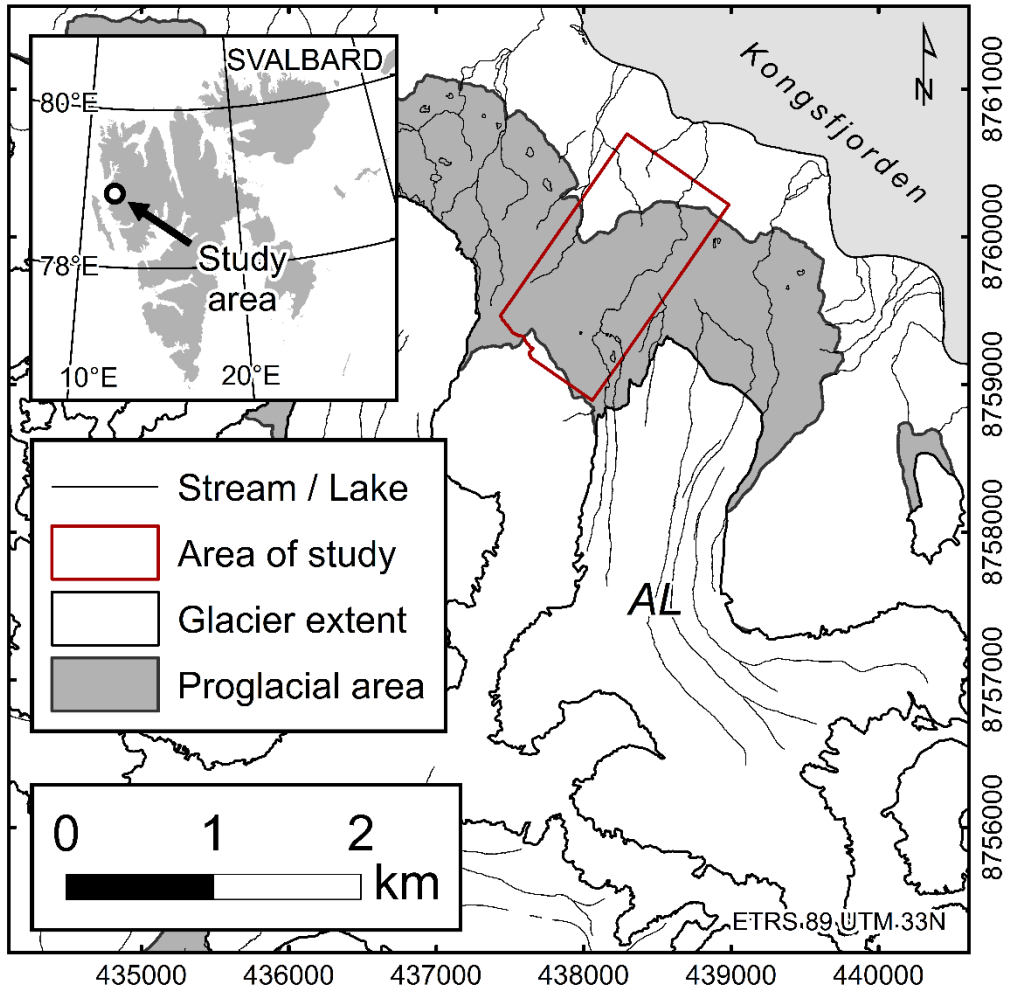 SVALBARD
80°E
78°E
10°E
20°E
Study
area
Kongsfjorden
N
AL
Stream / Lake
Area of study
Glacier extent
Proglacial area
0 1 2
km
ETRS 89 UTM 33N
8761000
8760000
8759000
8758000
8757000
8756000
435000 436000 437000 438000 439000 440000